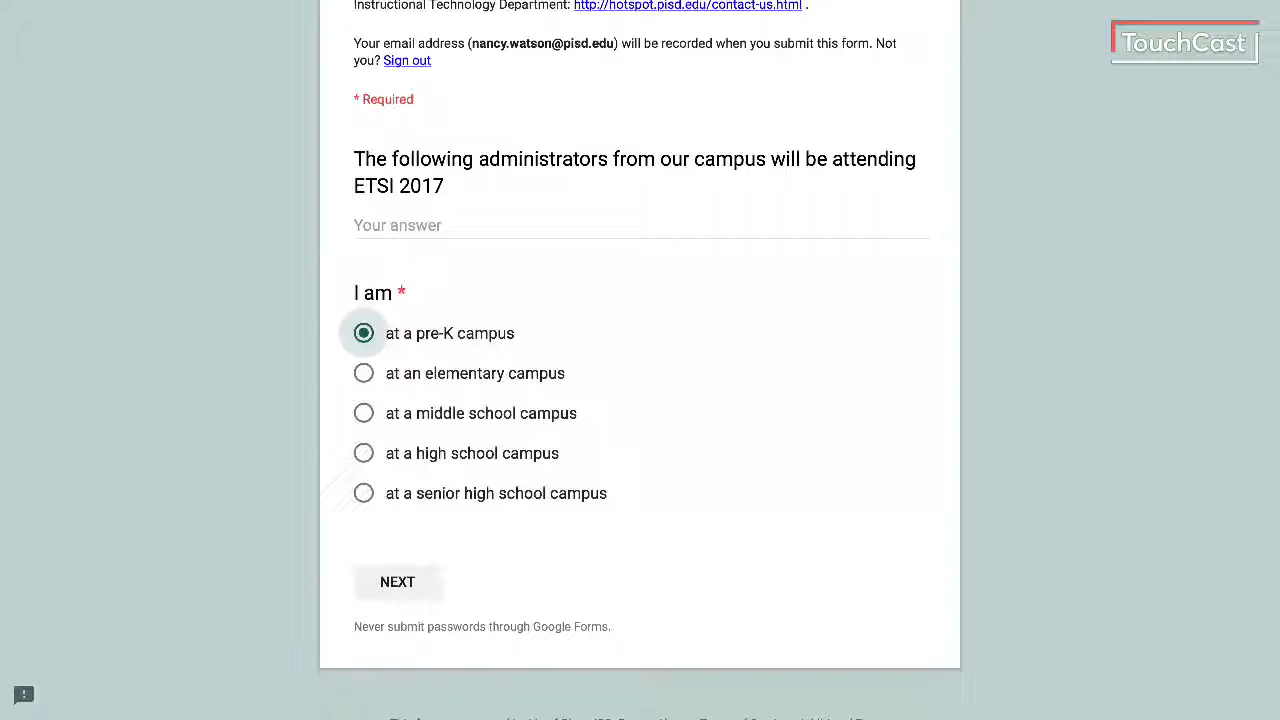 Instructional Technology Department: http://hotspot.pisd.edu/contact-us.html .
Your email address (nancy.watson@pisd.edu) will be recorded when you submit this form. Not
you? Sign out
* Required
The following administrators from our campus will be attending
ETSI 2017
Your answer
I am *
at a pre-K campus
at an elementary campus
at a middle school campus
at a high school campus
at a senior high school campus
NEXT
Never submit passwords through Google Forms.
TouchCast